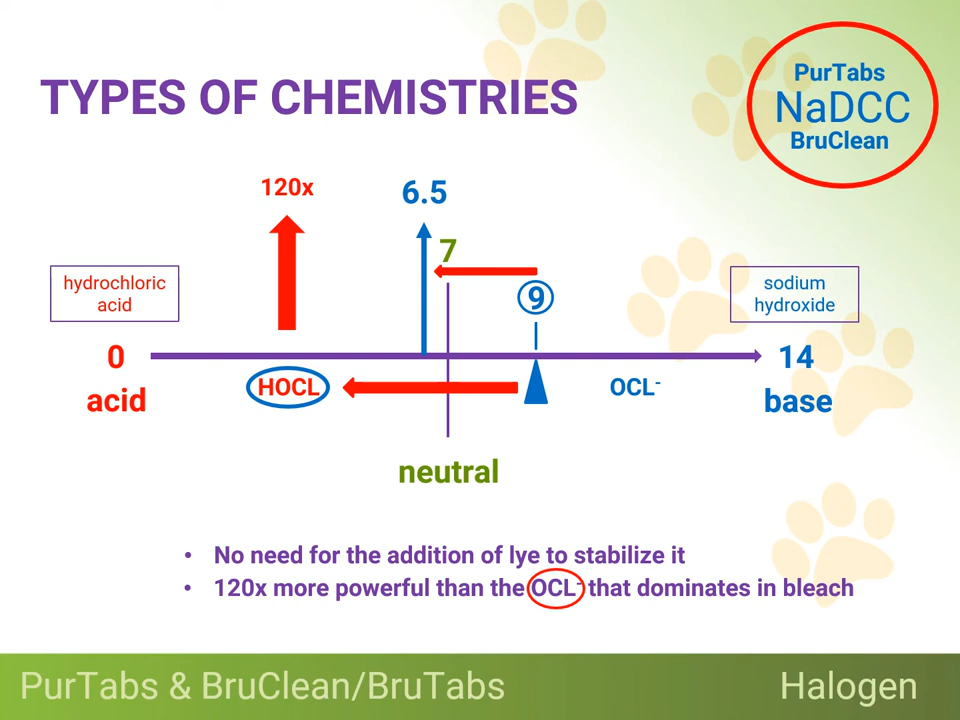 TYPES OF CHEMISTRIES
PurTabs
NaDCC
BruClean
120x
6.5
7
hydrochloric
acid
9
sodium
hydroxide
0
acid
14
base
HOCL
OCL⁻
neutral
• No need for the addition of lye to stabilize it
• 120x more powerful than the OCL⁻ that dominates in bleach
PurTabs & BruClean/BruTabs
Halogen